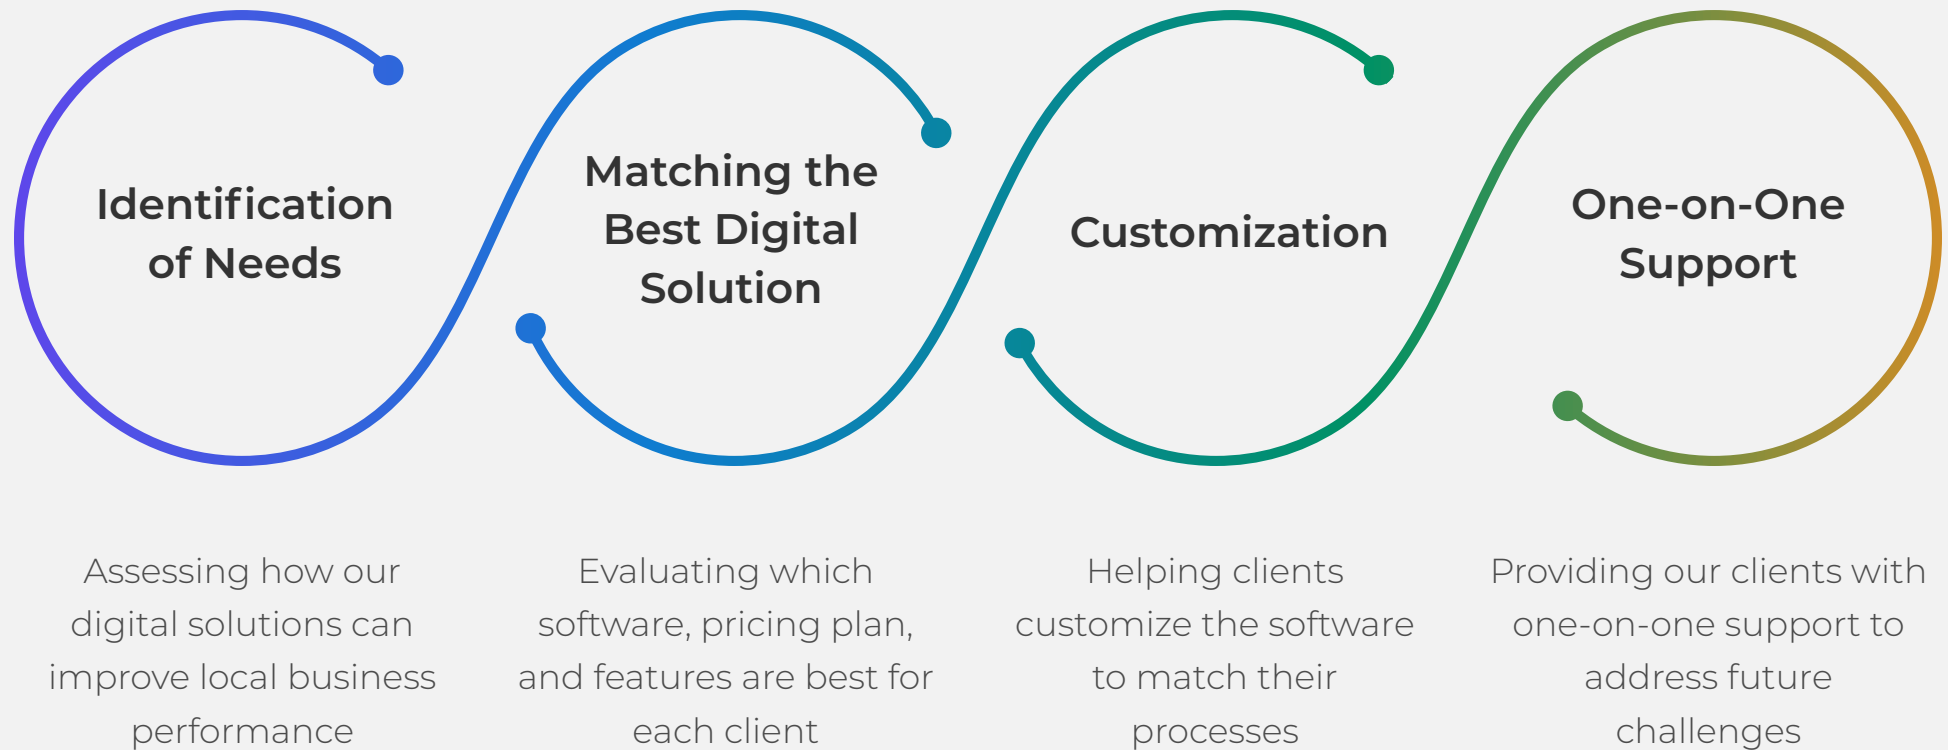 Identification
of Needs
Matching the
Best Digital
Solution
Customization
One-on-One
Support
Assessing how our
digital solutions can
improve local business
performance
Evaluating which
software, pricing plan,
and features are best for
each client
Helping clients
customize the software
to match their
processes
Providing our clients with
one-on-one support to
address future
challenges